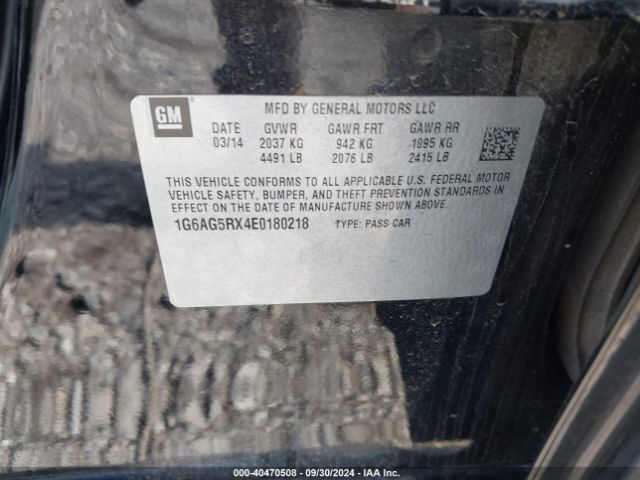 GM
MFD BY GENERAL MOTORS LLC
DATE GVWR GAWR FRT GAWR RR
03/14 2037 KG 942 KG 1095 KG
4491 LB 2076 LB 2415 LB
THIS VEHICLE CONFORMS TO ALL APPLICABLE U.S. FEDERAL MOTOR
VEHICLE SAFETY, BUMPER, AND THEFT PREVENTION STANDARDS IN
EFFECT ON THE DATE OF MANUFACTURE SHOWN ABOVE.
1G6AG5RX4E0180218 TYPE: PASS CAR
000-40470508 - 09/30/2024 - IAA Inc.